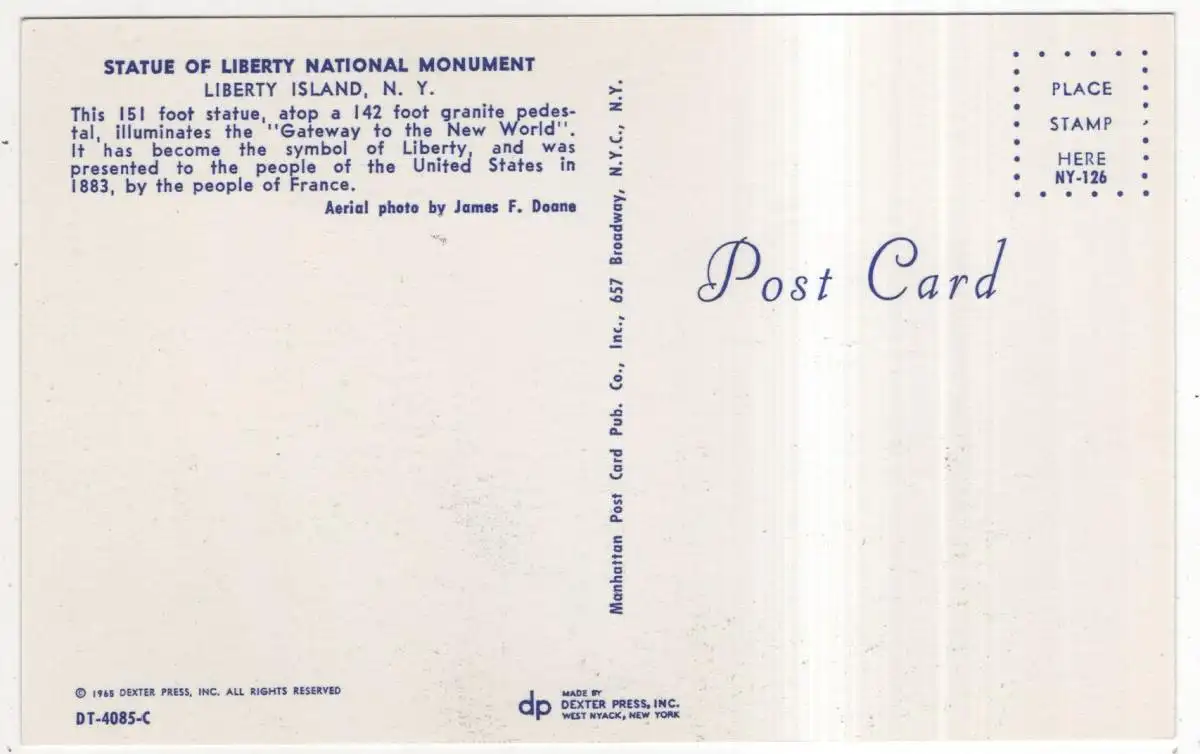 STATUE OF LIBERTY NATIONAL MONUMENT
LIBERTY ISLAND, N. Y.
This 151 foot statue, atop a 142 foot granite pedes-
tal, illuminates the "Gateway to the New World".
It has become the symbol of Liberty, and was
presented to the people of the United States in
1883, by the people of France.
Aerial photo by James F. Doane
Manhattan Post Card Pub. Co., Inc., 657 Broadway, N.Y.C., N.Y.
PLACE
STAMP
HERE
NY-126
Post Card
© 1965 DEXTER PRESS, INC. ALL RIGHTS RESERVED
DT-4085-C
dp
MADE BY
DEXTER PRESS, INC.
WEST NYACK, NEW YORK